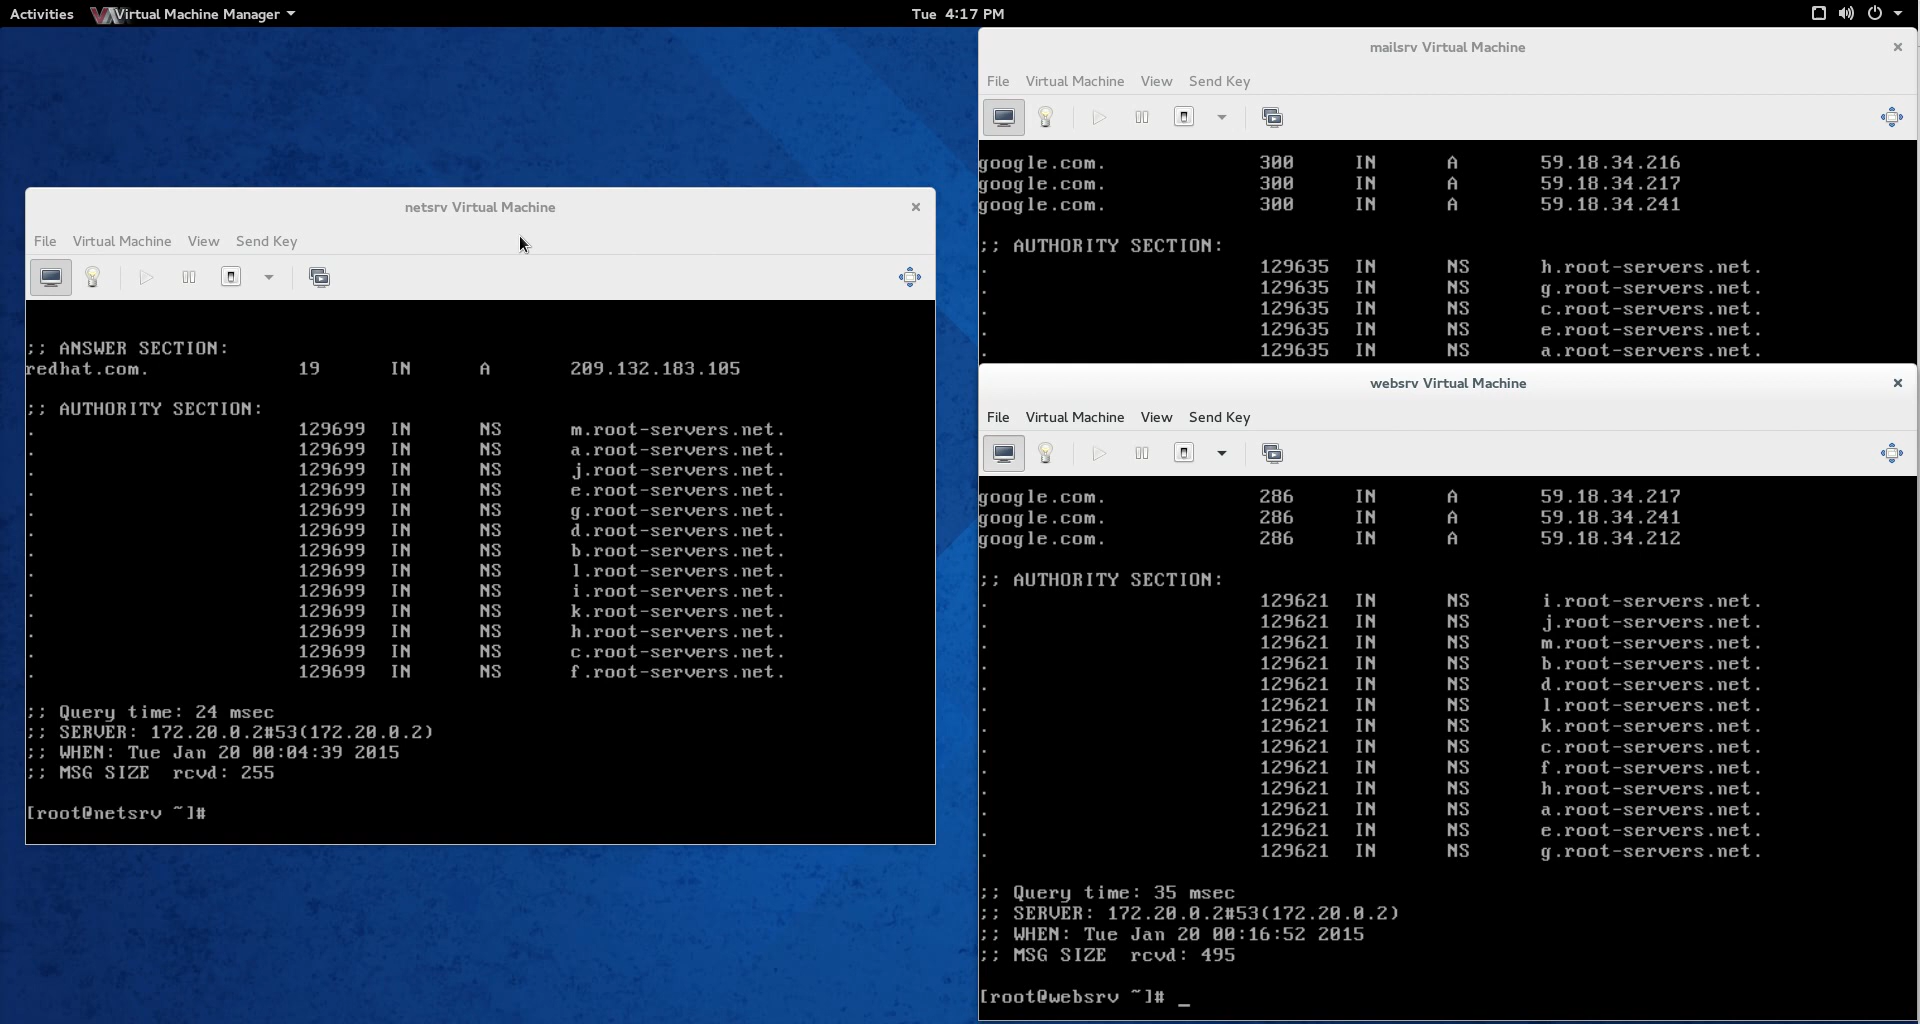 Activities Virtual Machine Manager Tue 4:17 PM
netsrv Virtual Machine
File Virtual Machine View Send Key
;; ANSWER SECTION:
redhat.com. 19 IN A 209.132.183.105
;; AUTHORITY SECTION:
. 129699 IN NS m.root-servers.net.
. 129699 IN NS a.root-servers.net.
. 129699 IN NS j.root-servers.net.
. 129699 IN NS e.root-servers.net.
. 129699 IN NS g.root-servers.net.
. 129699 IN NS d.root-servers.net.
. 129699 IN NS b.root-servers.net.
. 129699 IN NS l.root-servers.net.
. 129699 IN NS i.root-servers.net.
. 129699 IN NS k.root-servers.net.
. 129699 IN NS h.root-servers.net.
. 129699 IN NS c.root-servers.net.
. 129699 IN NS f.root-servers.net.
;; Query time: 24 msec
;; SERVER: 172.20.0.2#53(172.20.0.2)
;; WHEN: Tue Jan 20 00:04:39 2015
;; MSG SIZE rcvd: 255
[root@netsrv ~]#
mailsrv Virtual Machine
File Virtual Machine View Send Key
google.com. 300 IN A 59.18.34.216
google.com. 300 IN A 59.18.34.217
google.com. 300 IN A 59.18.34.241
;; AUTHORITY SECTION:
. 129635 IN NS h.root-servers.net.
. 129635 IN NS g.root-servers.net.
. 129635 IN NS c.root-servers.net.
. 129635 IN NS e.root-servers.net.
. 129635 IN NS a.root-servers.net.
websrv Virtual Machine
File Virtual Machine View Send Key
google.com. 286 IN A 59.18.34.217
google.com. 286 IN A 59.18.34.241
google.com. 286 IN A 59.18.34.212
;; AUTHORITY SECTION:
. 129621 IN NS i.root-servers.net.
. 129621 IN NS j.root-servers.net.
. 129621 IN NS m.root-servers.net.
. 129621 IN NS b.root-servers.net.
. 129621 IN NS d.root-servers.net.
. 129621 IN NS l.root-servers.net.
. 129621 IN NS k.root-servers.net.
. 129621 IN NS c.root-servers.net.
. 129621 IN NS f.root-servers.net.
. 129621 IN NS h.root-servers.net.
. 129621 IN NS a.root-servers.net.
. 129621 IN NS e.root-servers.net.
. 129621 IN NS g.root-servers.net.
;; Query time: 35 msec
;; SERVER: 172.20.0.2#53(172.20.0.2)
;; WHEN: Tue Jan 20 00:16:52 2015
;; MSG SIZE rcvd: 495
[root@websrv ~]# _